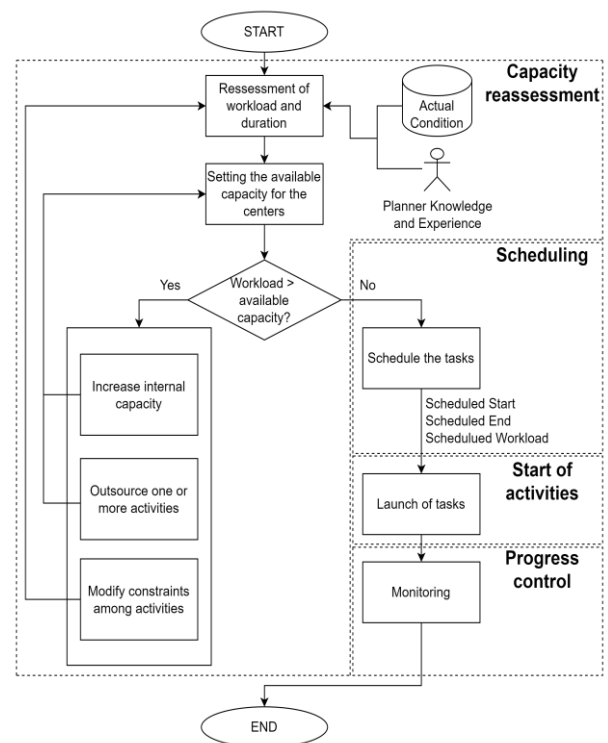 START
Capacity
reassessment
Ressessment of
workload and
duration
Actual
Condition
Setting the available
capacity for the
centers
Planner Knowledge
and Experience
Scheduling
Yes
Workload >
available
capacity?
No
Increase internal
capacity
Schedule the tasks
Scheduled Start
Scheduled End
Schedulued Workload
Outsource one or
more activities
Start of
activities
Launch of tasks
Modify constraints
among activities
Progress
control
Monitoring
END